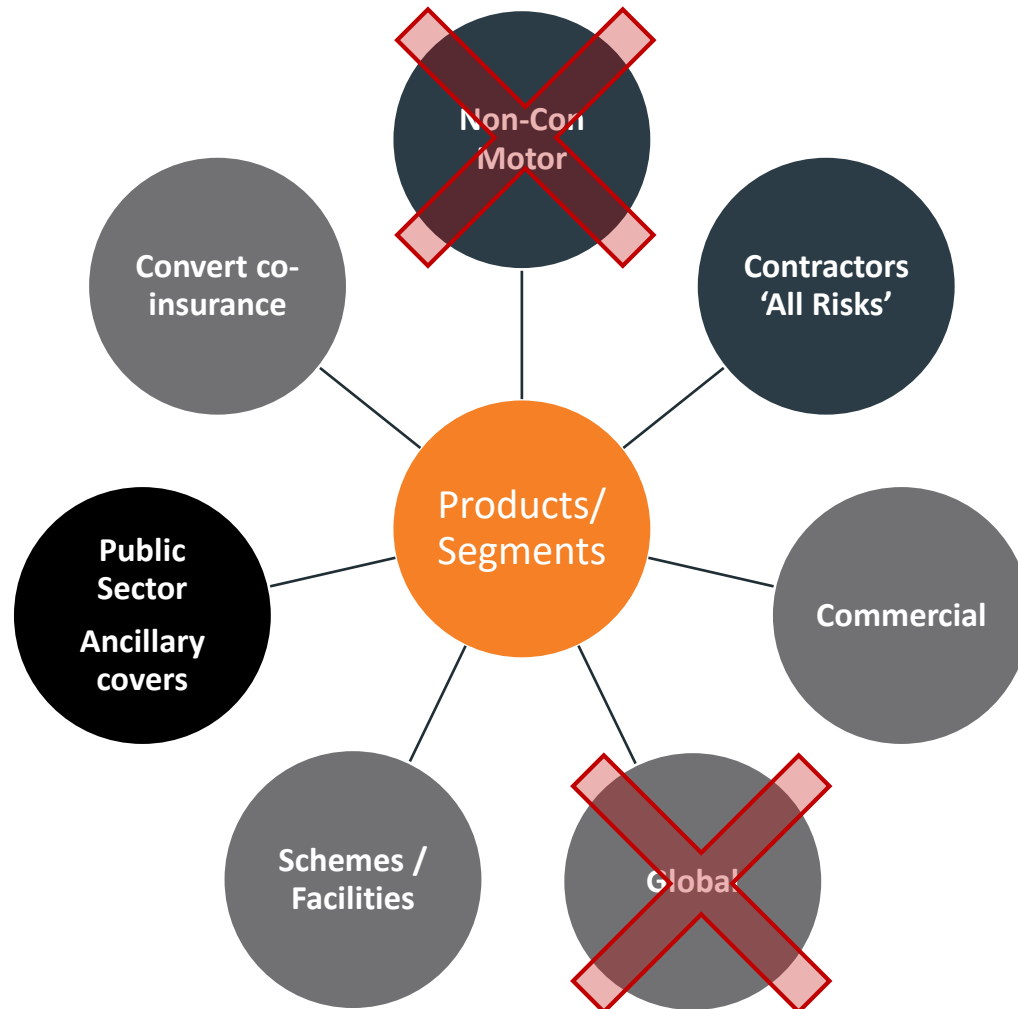 Non-Con
Motor
Contractors
‘All Risks’
Commercial
Global
Schemes /
Facilities
Public
Sector
Ancillary
covers
Convert co-
insurance
Products/
Segments